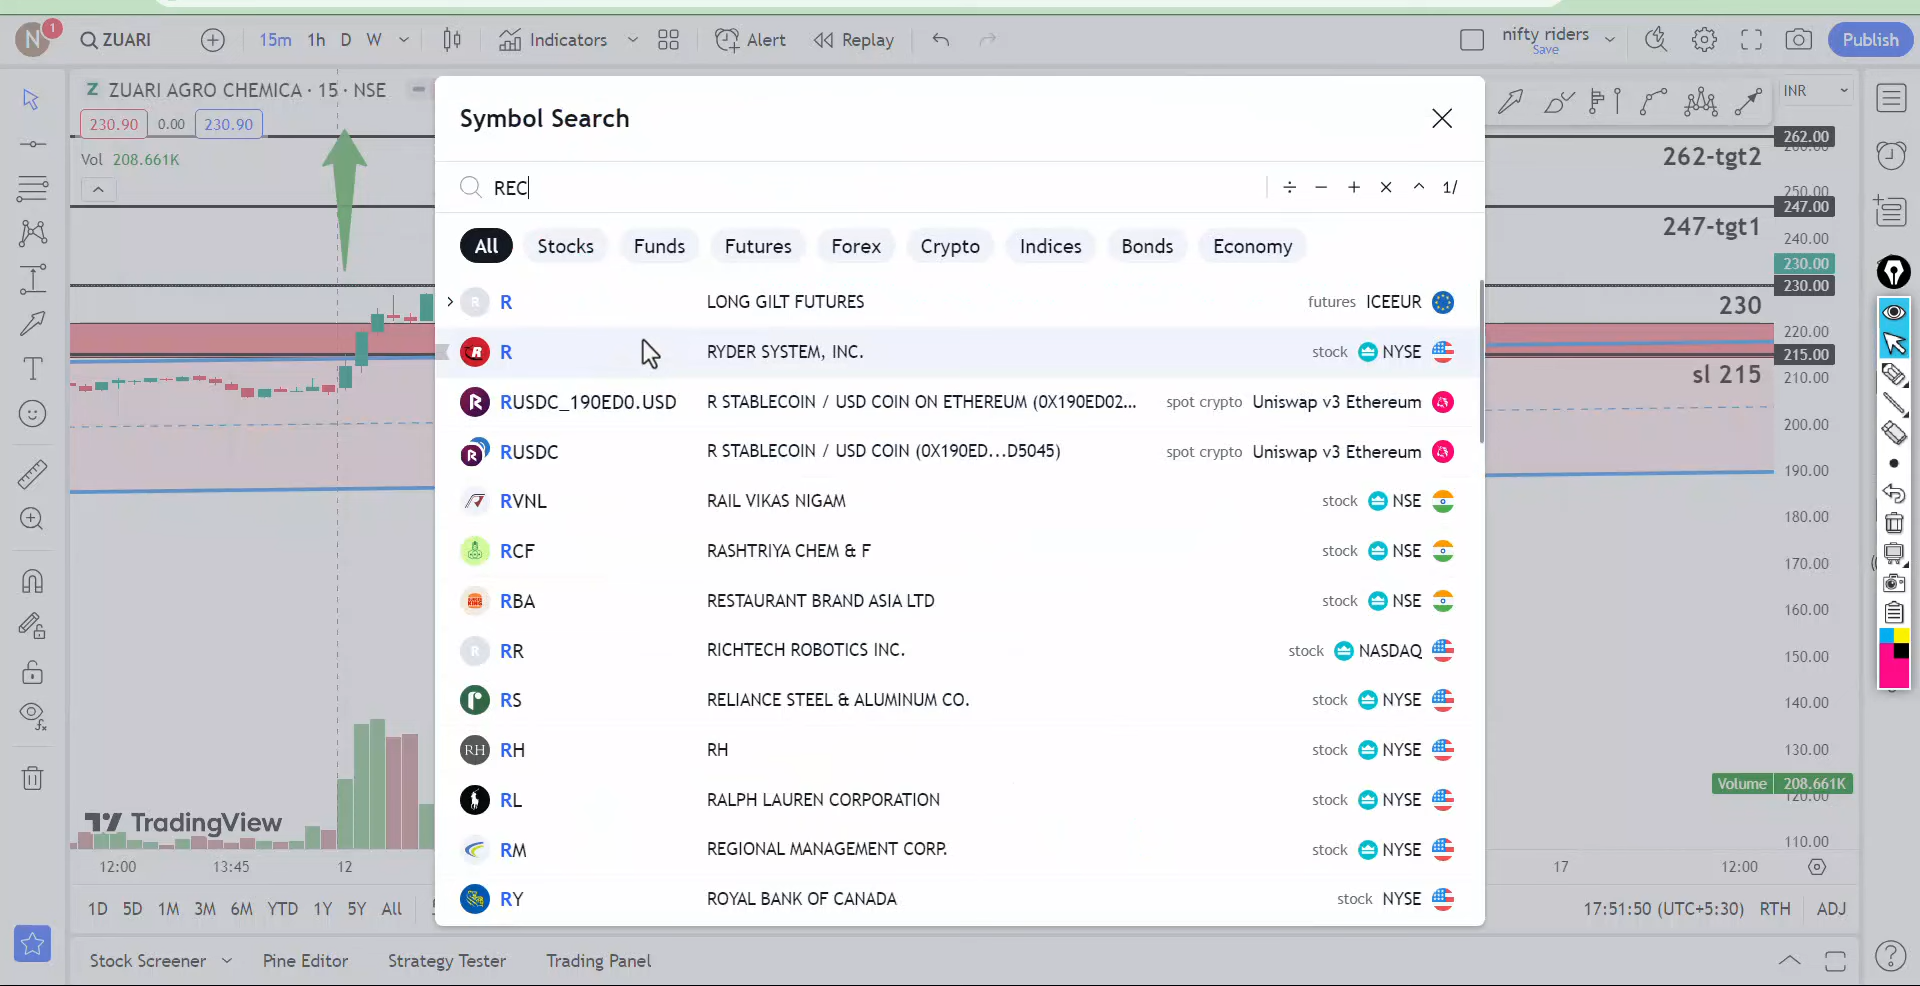 N 1 ZUARI 15m 1h D W Indicators Alert Replay nifty riders Save Publish
Z ZUARI AGRO CHEMICA · 15 · NSE
230.90 0.00 230.90
Vol 208.661K
Symbol Search
REC ÷ − + × ^ 1/
All Stocks Funds Futures Forex Crypto Indices Bonds Economy
R R LONG GILT FUTURES futures ICEEUR
R R RYDER SYSTEM, INC. stock NYSE
R RUSDC_190ED0.USD R STABLECOIN / USD COIN ON ETHEREUM (0X190ED02... spot crypto Uniswap v3 Ethereum
R RUSDC R STABLECOIN / USD COIN (0X190ED...D5045) spot crypto Uniswap v3 Ethereum
RVNL RAIL VIKAS NIGAM stock NSE
RCF RASHTRIYA CHEM & F stock NSE
RBA RESTAURANT BRAND ASIA LTD stock NSE
R RR RICHTECH ROBOTICS INC. stock NASDAQ
r RS RELIANCE STEEL & ALUMINUM CO. stock NYSE
RH RH RH stock NYSE
RL RALPH LAUREN CORPORATION stock NYSE
RM REGIONAL MANAGEMENT CORP. stock NYSE
RY ROYAL BANK OF CANADA stock NYSE
INR
262.00
262-tgt2
250.00
247.00
247-tgt1
240.00
230.00
230.00
230
220.00
215.00
sl 215
210.00
200.00
190.00
180.00
170.00
160.00
150.00
140.00
130.00
Volume 208.661K
120.00
110.00
TradingView
12:00 13:45 12 17 12:00
1D 5D 1M 3M 6M YTD 1Y 5Y All 17:51:50 (UTC+5:30) RTH ADJ
Stock Screener Pine Editor Strategy Tester Trading Panel